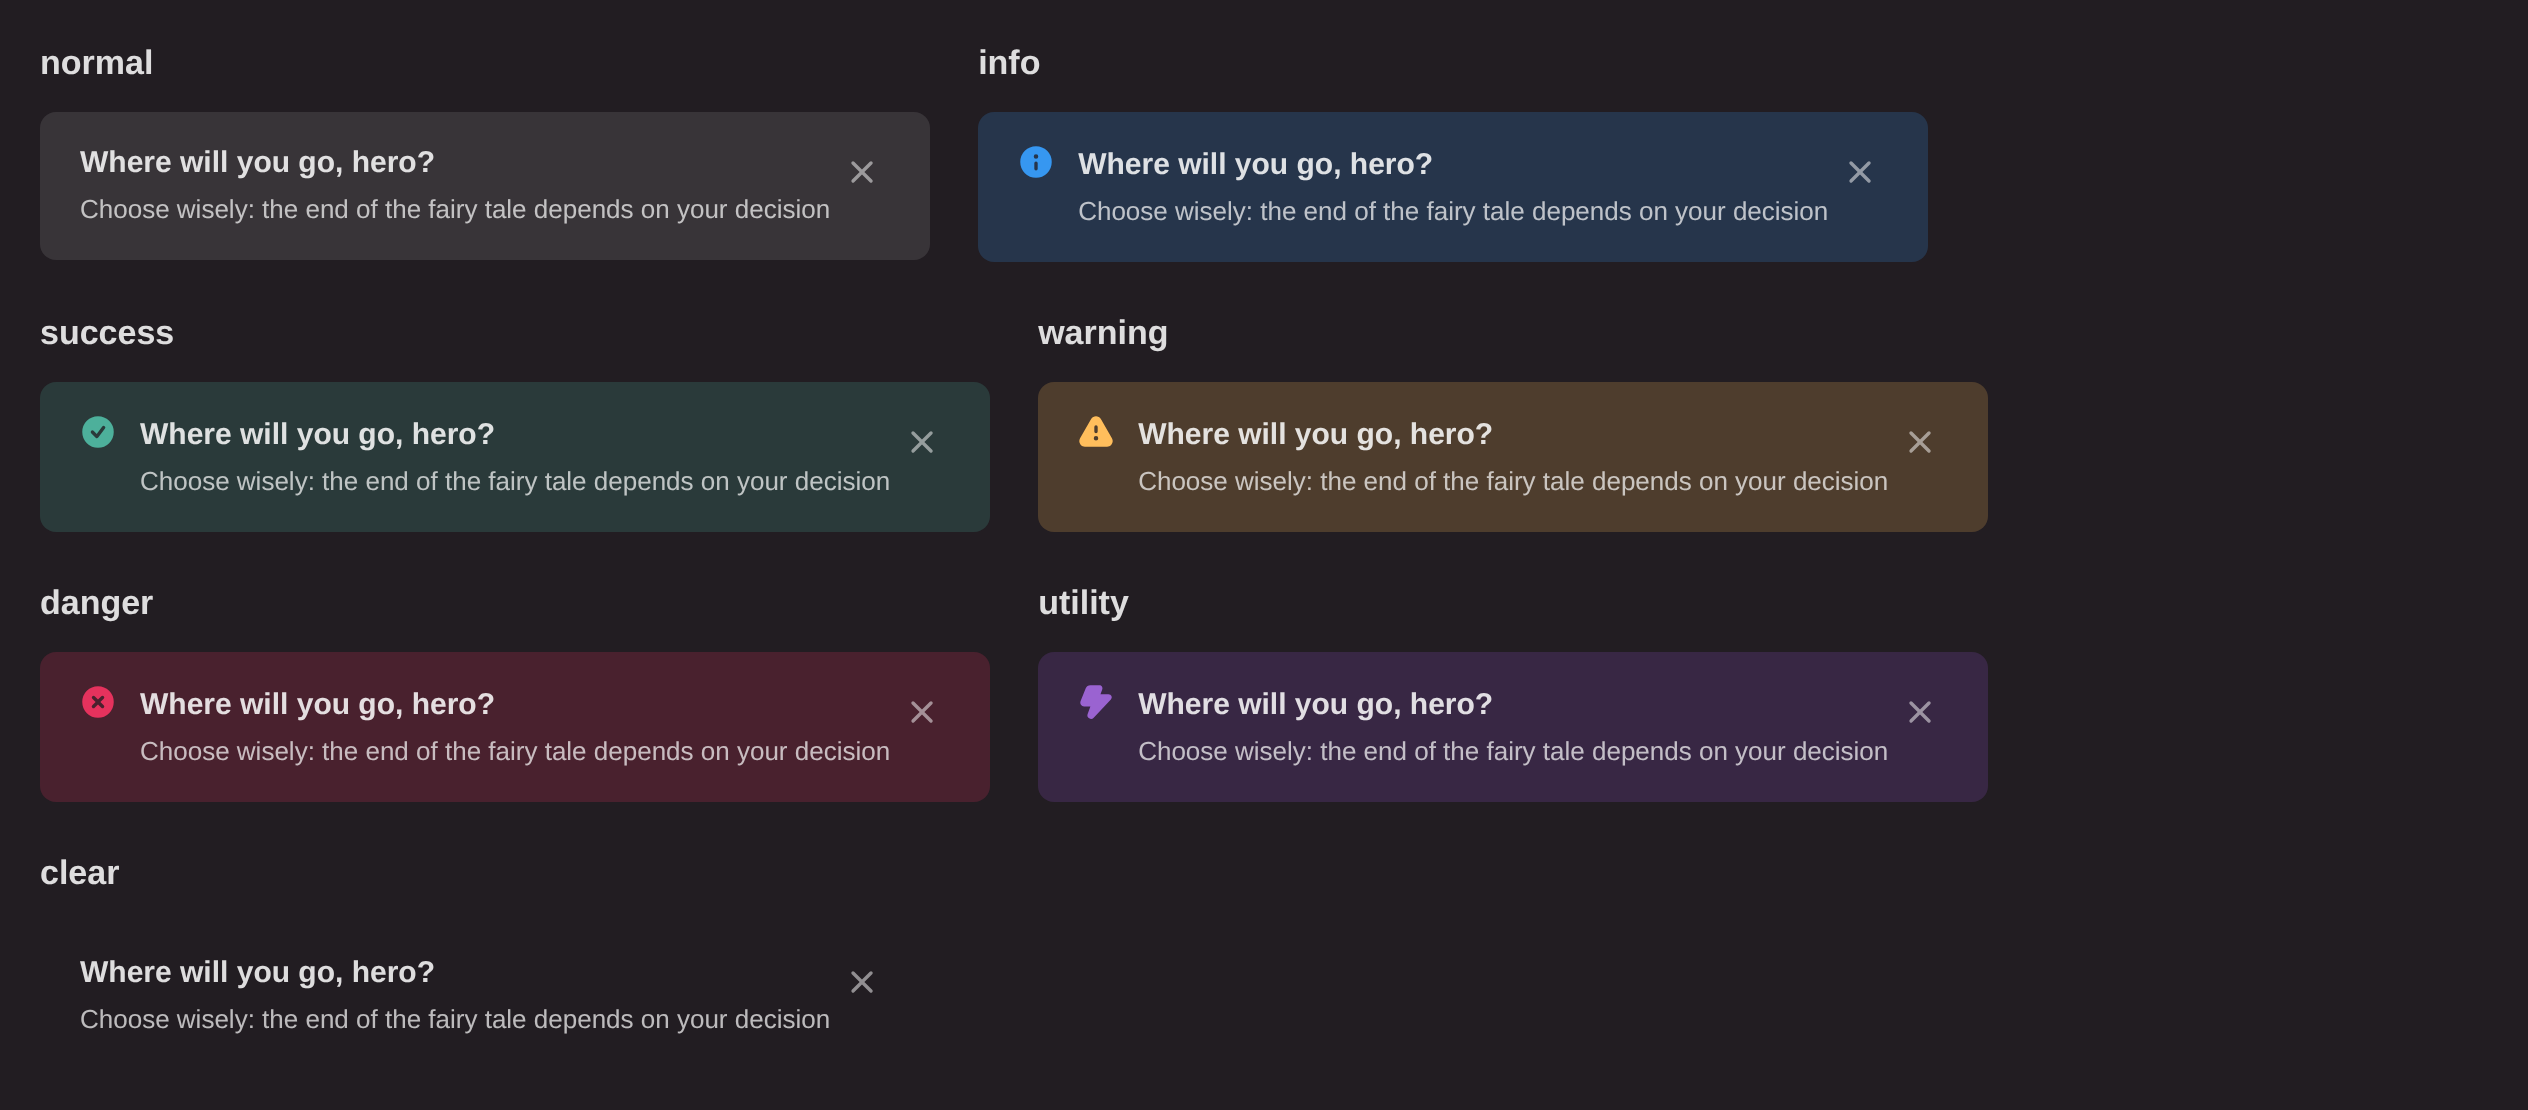 normal
Where will you go, hero?
Choose wisely: the end of the fairy tale depends on your decision
info
Where will you go, hero?
Choose wisely: the end of the fairy tale depends on your decision
success
Where will you go, hero?
Choose wisely: the end of the fairy tale depends on your decision
warning
Where will you go, hero?
Choose wisely: the end of the fairy tale depends on your decision
danger
Where will you go, hero?
Choose wisely: the end of the fairy tale depends on your decision
utility
Where will you go, hero?
Choose wisely: the end of the fairy tale depends on your decision
clear
Where will you go, hero?
Choose wisely: the end of the fairy tale depends on your decision